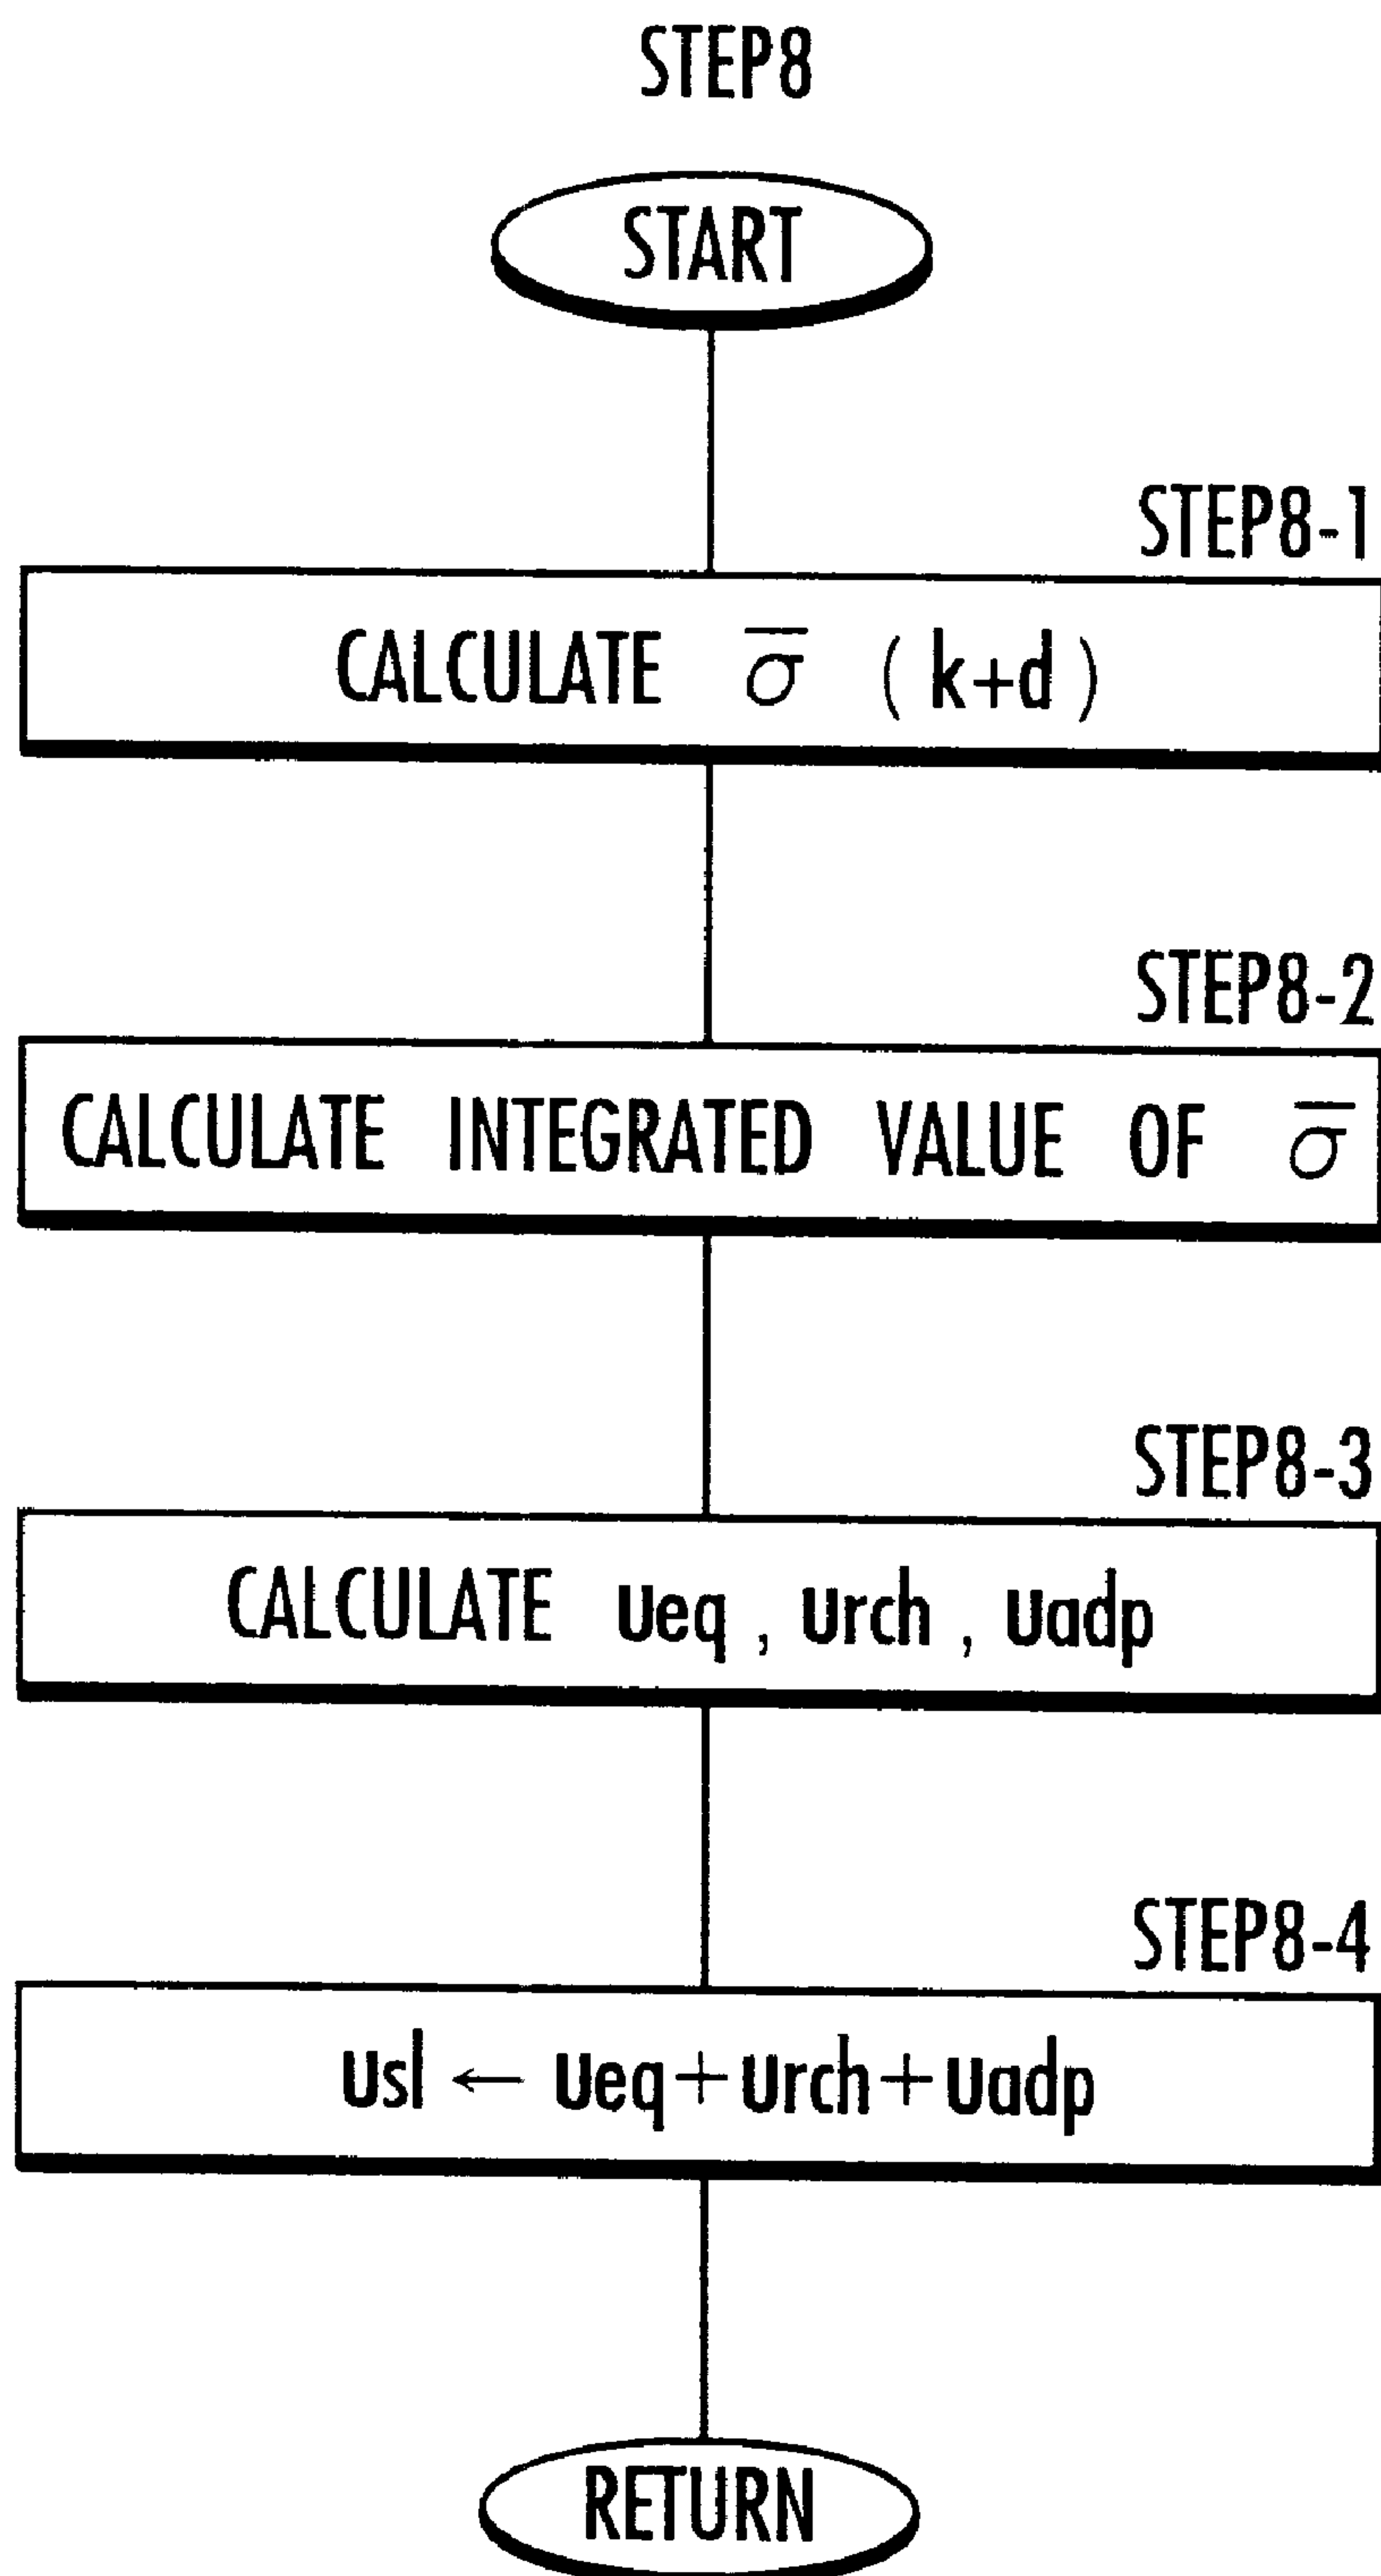 STEP8
START
STEP8-1
CALCULATE σ̅ (k+d)
STEP8-2
CALCULATE INTEGRATED VALUE OF σ̅
STEP8-3
CALCULATE Ueq , Urch , Uadp
STEP8-4
Usl ← Ueq+Urch+Uadp
RETURN